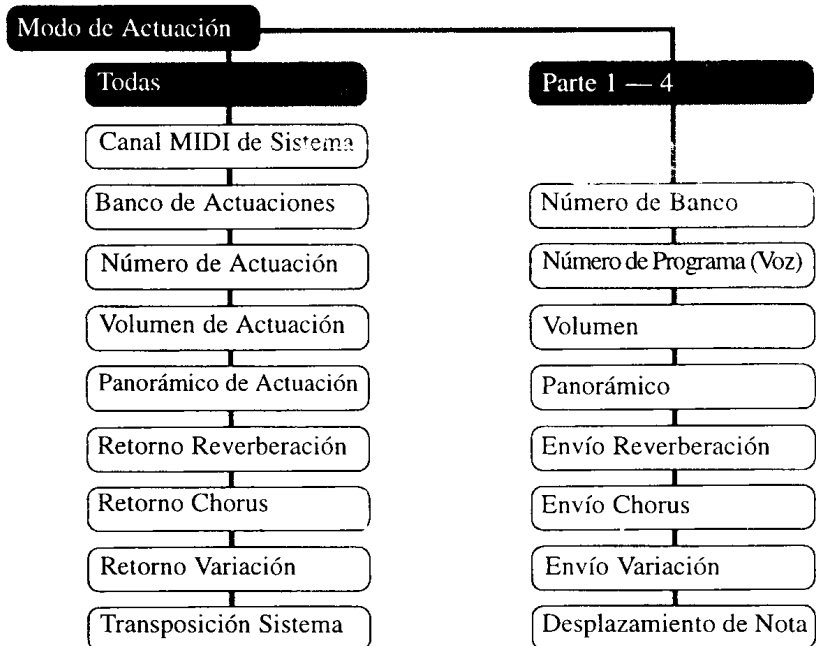 Modo de Actuación
Todas
Canal MIDI de Sistema
Banco de Actuaciones
Número de Actuación
Volumen de Actuación
Panorámico de Actuación
Retorno Reverberación
Retorno Chorus
Retorno Variación
Transposición Sistema
Parte 1 — 4
Número de Banco
Número de Programa (Voz)
Volumen
Panorámico
Envío Reverberación
Envío Chorus
Envío Variación
Desplazamiento de Nota